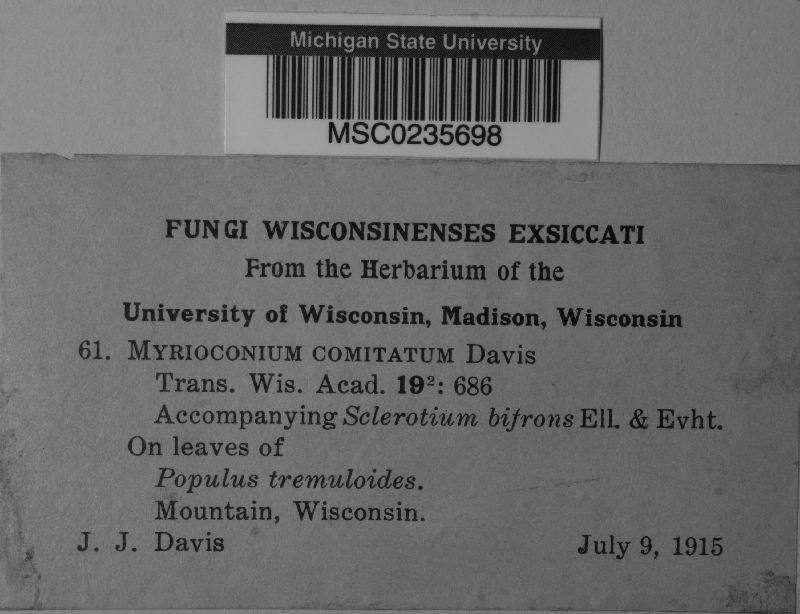 Michigan State University
MSC0235698
FUNGI WISCONSINENSES EXSICCATI
From the Herbarium of the
University of Wisconsin, Madison, Wisconsin
61. MYRIOCONIUM COMITATUM Davis
Trans. Wis. Acad. 19²: 686
Accompanying Sclerotium bifrons Ell. & Evht.
On leaves of
Populus tremuloides.
Mountain, Wisconsin.
J. J. Davis July 9, 1915